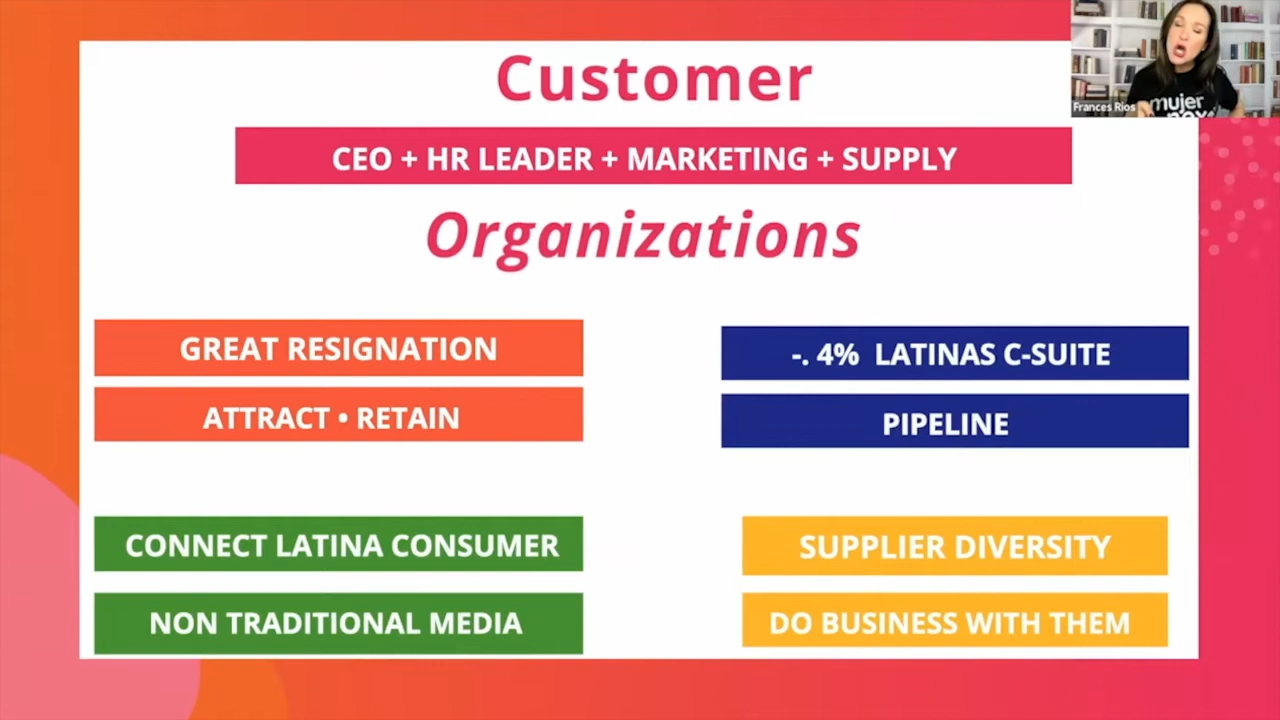 Customer
CEO + HR LEADER + MARKETING + SUPPLY
Organizations
GREAT RESIGNATION
ATTRACT • RETAIN
-. 4% LATINAS C-SUITE
PIPELINE
CONNECT LATINA CONSUMER
NON TRADITIONAL MEDIA
SUPPLIER DIVERSITY
DO BUSINESS WITH THEM
Frances Rios
mujer